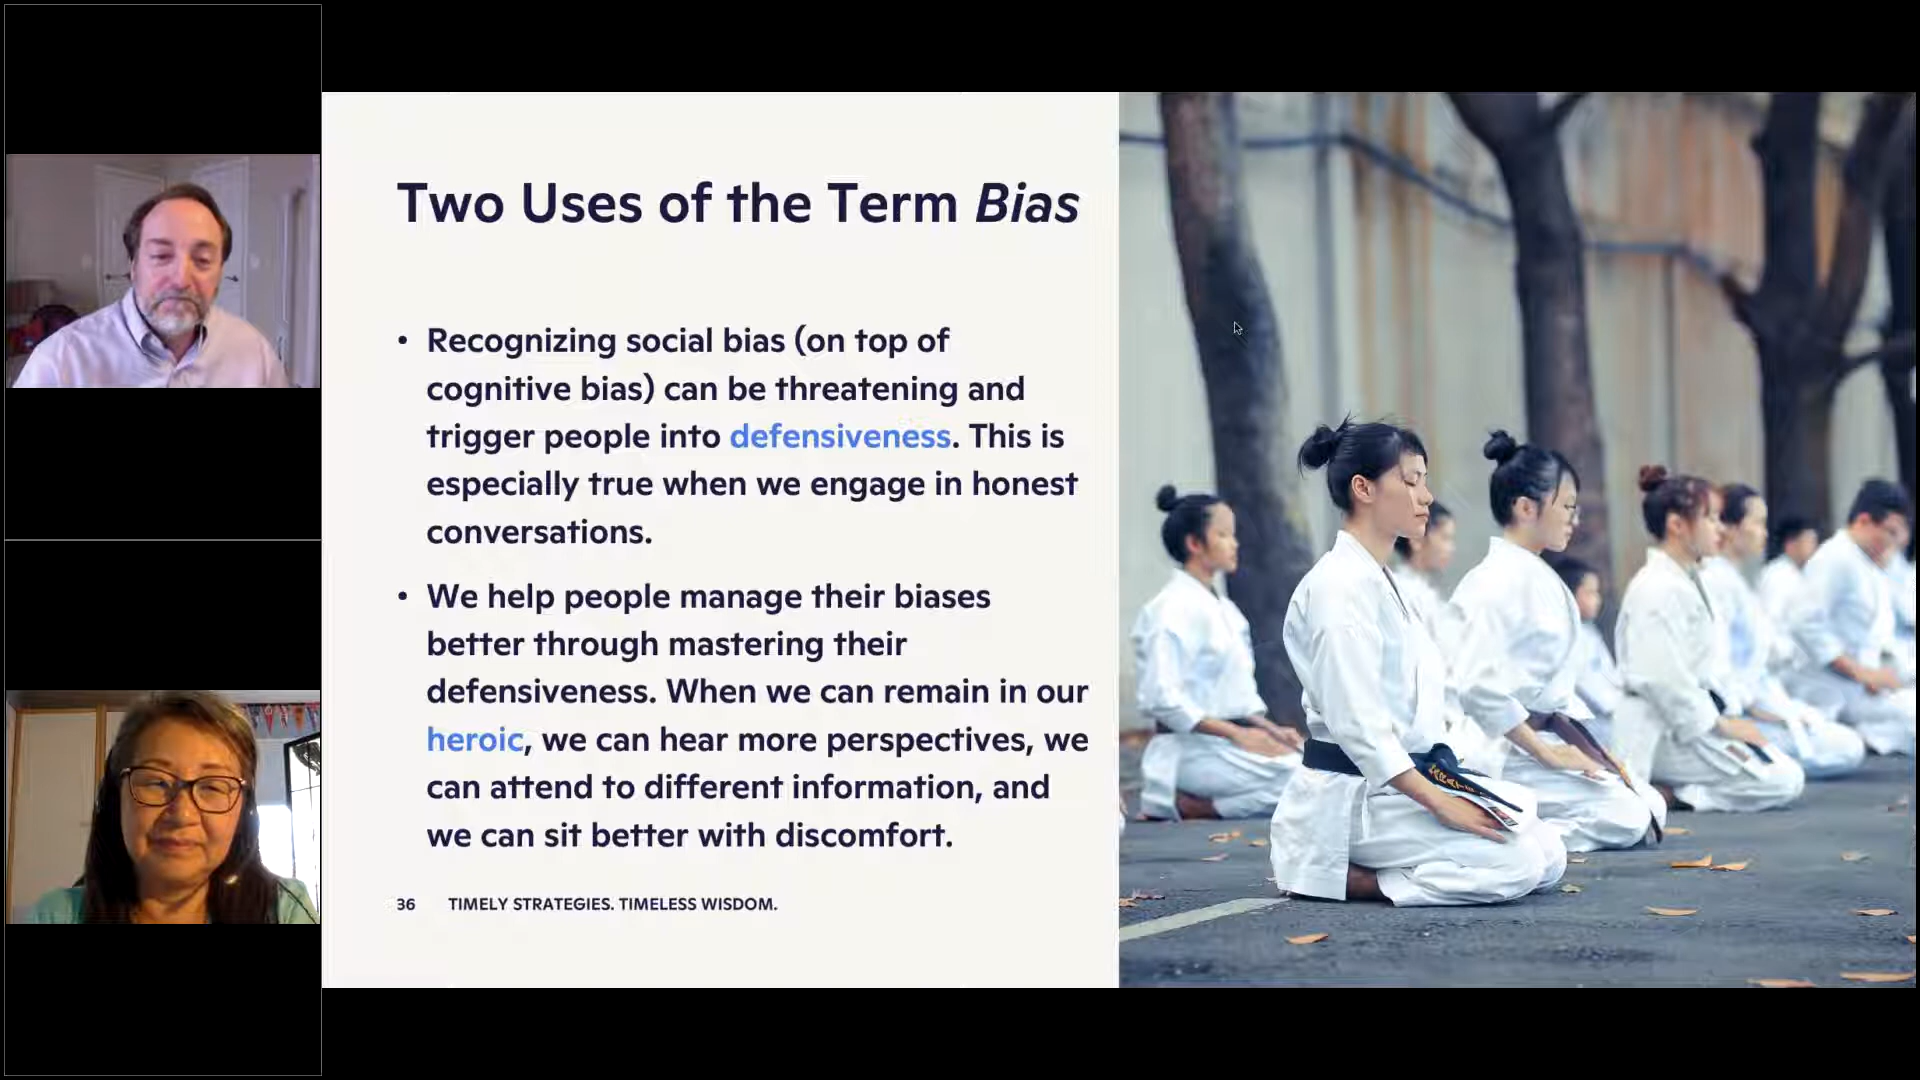 Two Uses of the Term Bias
• Recognizing social bias (on top of
cognitive bias) can be threatening and
trigger people into defensiveness. This is
especially true when we engage in honest
conversations.
• We help people manage their biases
better through mastering their
defensiveness. When we can remain in our
heroic, we can hear more perspectives, we
can attend to different information, and
we can sit better with discomfort.
36 TIMELY STRATEGIES. TIMELESS WISDOM.